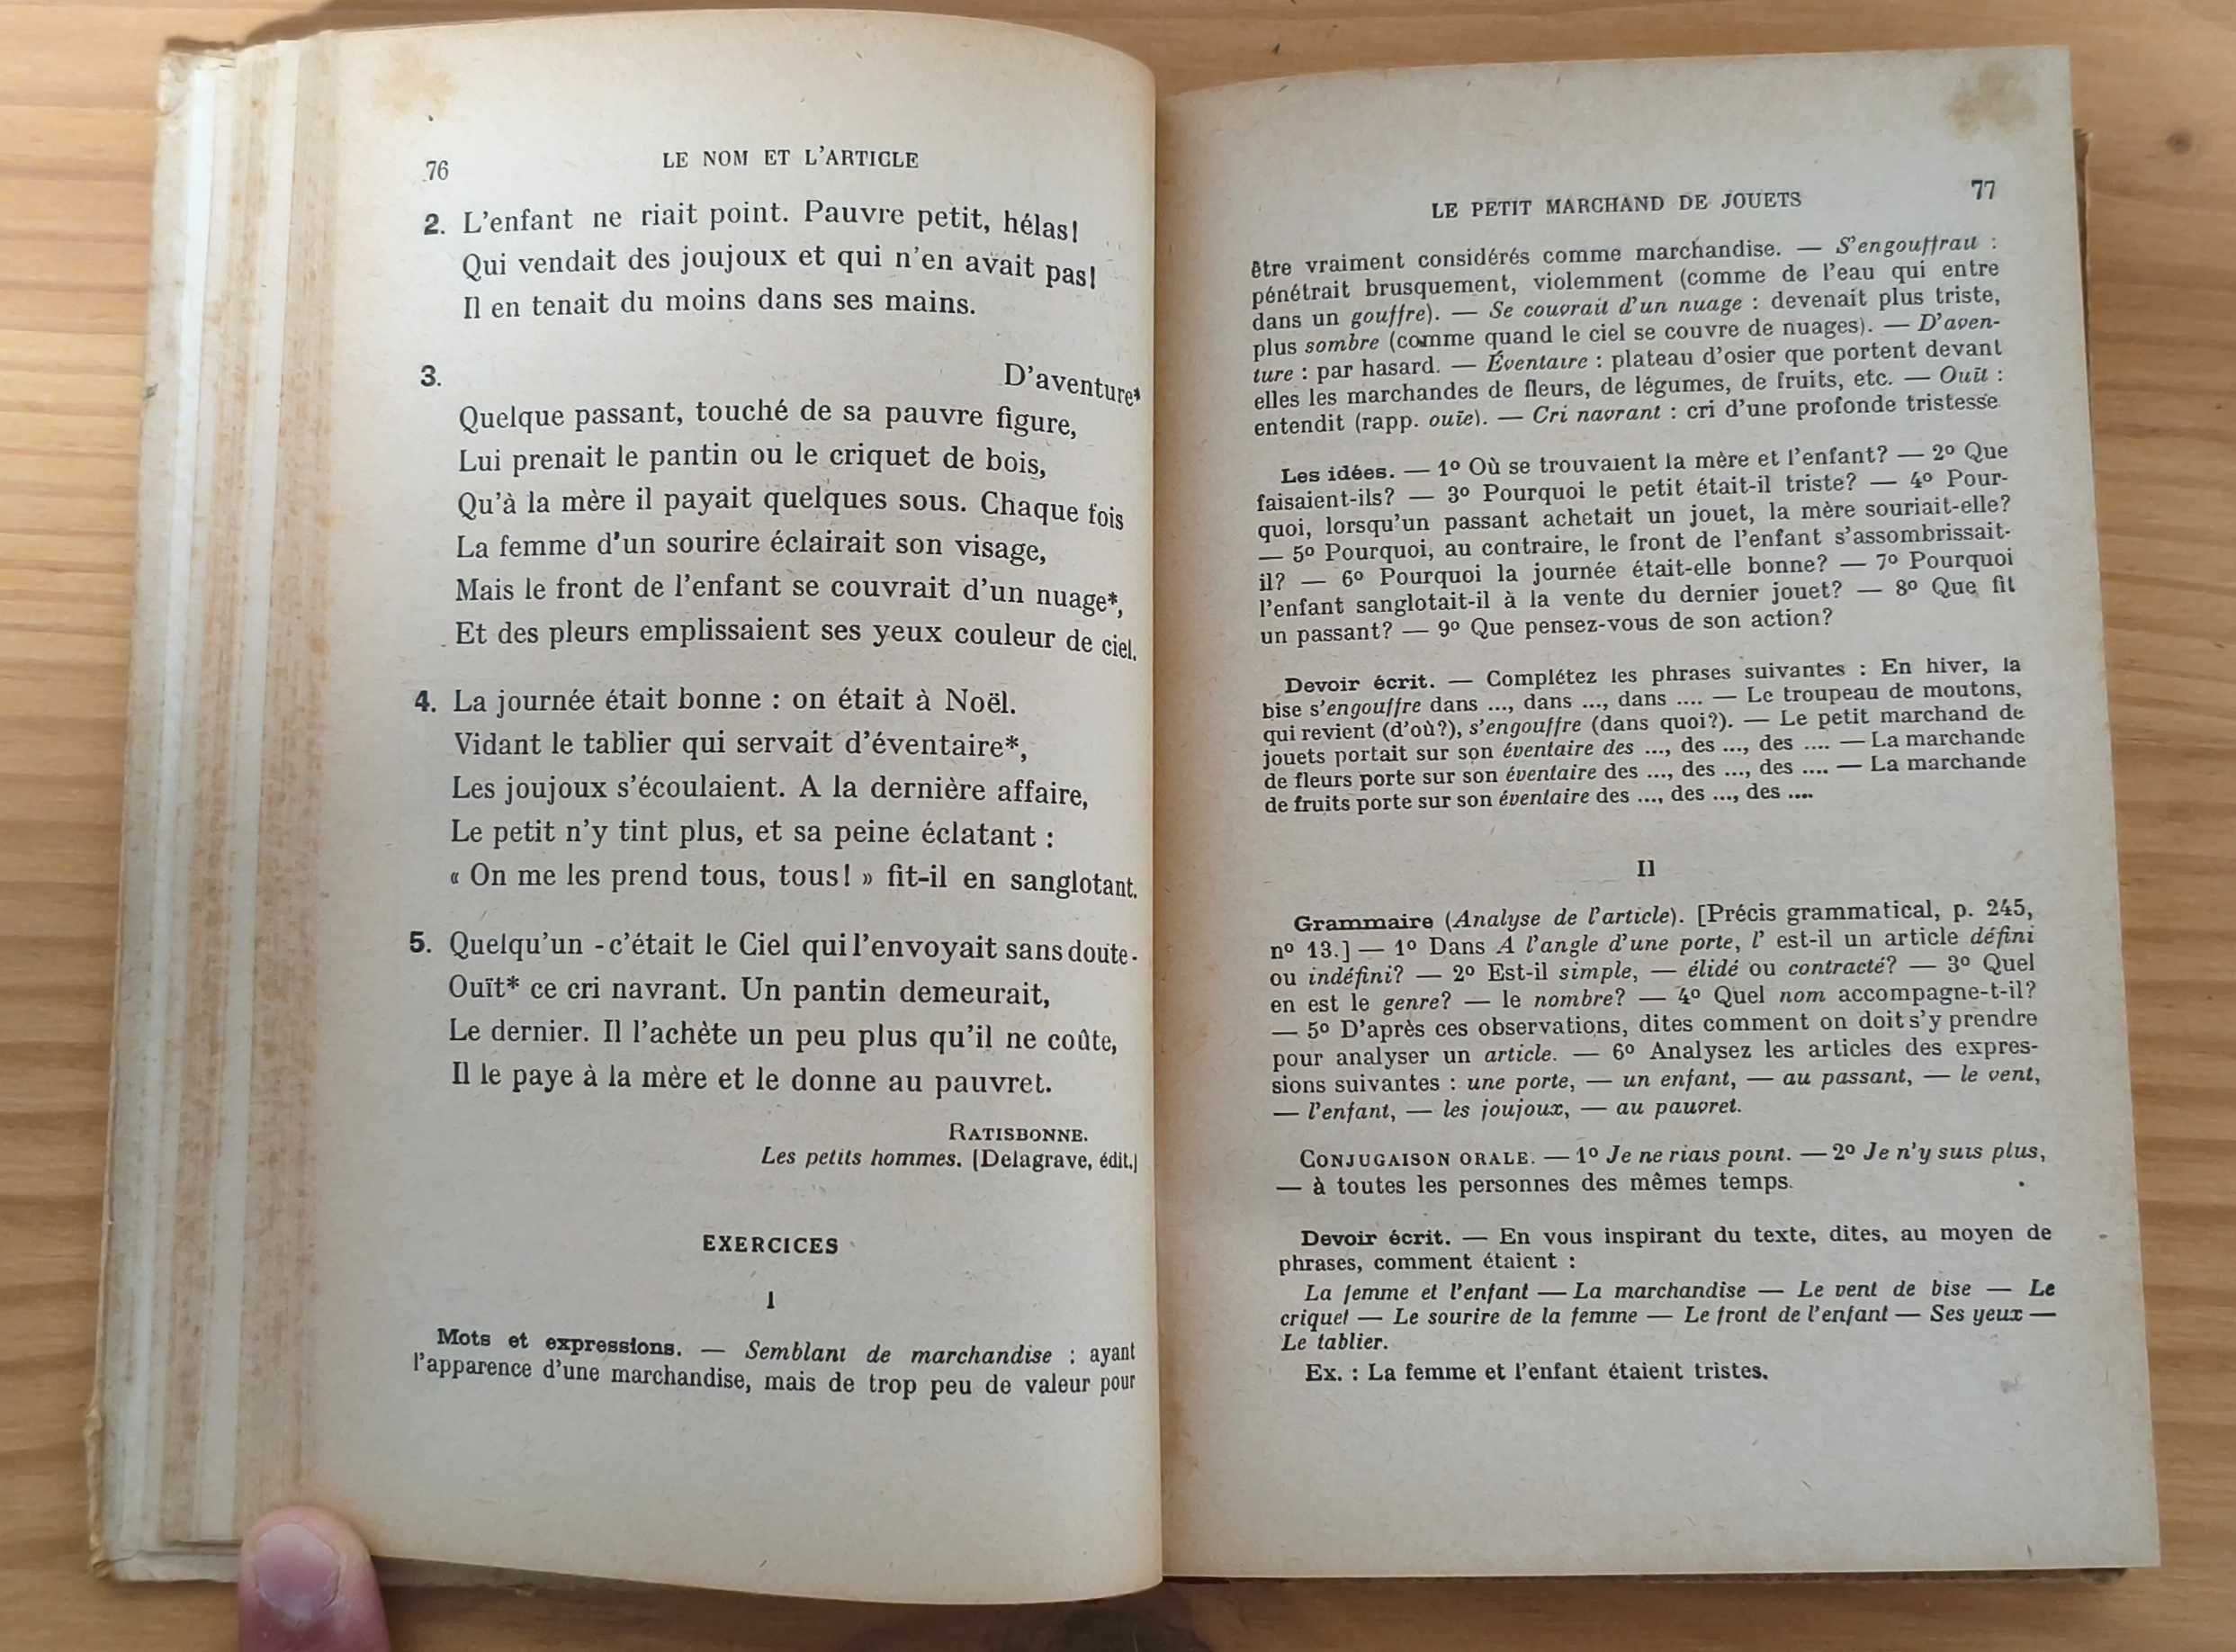 76
LE NOM ET L'ARTICLE
2. L'enfant ne riait point. Pauvre petit, hélas!
Qui vendait des joujoux et qui n'en avait pas!
Il en tenait du moins dans ses mains.
3. D'aventure*
Quelque passant, touché de sa pauvre figure,
Lui prenait le pantin ou le criquet de bois,
Qu'à la mère il payait quelques sous. Chaque fois
La femme d'un sourire éclairait son visage,
Mais le front de l'enfant se couvrait d'un nuage*,
Et des pleurs emplissaient ses yeux couleur de ciel.
4. La journée était bonne : on était à Noël.
Vidant le tablier qui servait d'éventaire*,
Les joujoux s'écoulaient. A la dernière affaire,
Le petit n'y tint plus, et sa peine éclatant :
« On me les prend tous, tous! » fit-il en sanglotant.
5. Quelqu'un - c'était le Ciel qui l'envoyait sans doute -
Ouït* ce cri navrant. Un pantin demeurait,
Le dernier. Il l'achète un peu plus qu'il ne coûte,
Il le paye à la mère et le donne au pauvret.
RATISBONNE.
Les petits hommes. [Delagrave, édit.]
EXERCICES
I
Mots et expressions. — Semblant de marchandise : ayant
l'apparence d'une marchandise, mais de trop peu de valeur pour
LE PETIT MARCHAND DE JOUETS
77
être vraiment considérés comme marchandise. — S'engouffrait :
pénétrait brusquement, violemment (comme de l'eau qui entre
dans un gouffre). — Se couvrait d'un nuage : devenait plus triste,
plus sombre (comme quand le ciel se couvre de nuages). — D'aven-
ture : par hasard. — Éventaire : plateau d'osier que portent devant
elles les marchandes de fleurs, de légumes, de fruits, etc. — Ouït :
entendit (rapp. ouïe). — Cri navrant : cri d'une profonde tristesse
Les idées. — 1º Où se trouvaient la mère et l'enfant? — 2º Que
faisaient-ils? — 3º Pourquoi le petit était-il triste? — 4º Pour-
quoi, lorsqu'un passant achetait un jouet, la mère souriait-elle?
— 5º Pourquoi, au contraire, le front de l'enfant s'assombrissait-
il? — 6º Pourquoi la journée était-elle bonne? — 7º Pourquoi
l'enfant sanglotait-il à la vente du dernier jouet? — 8º Que fit
un passant? — 9º Que pensez-vous de son action?
Devoir écrit. — Complétez les phrases suivantes : En hiver, la
bise s'engouffre dans ..., dans ..., dans .... — Le troupeau de moutons,
qui revient (d'où?), s'engouffre (dans quoi?). — Le petit marchand de
jouets portait sur son éventaire des ..., des ..., des .... — La marchande
de fleurs porte sur son éventaire des ..., des ..., des .... — La marchande
de fruits porte sur son éventaire des ..., des ..., des ....
II
Grammaire (Analyse de l'article). [Précis grammatical, p. 245,
nº 13.] — 1º Dans A l'angle d'une porte, l' est-il un article défini
ou indéfini? — 2º Est-il simple, — élidé ou contracté? — 3º Quel
en est le genre? — le nombre? — 4º Quel nom accompagne-t-il?
— 5º D'après ces observations, dites comment on doit s'y prendre
pour analyser un article. — 6º Analysez les articles des expres-
sions suivantes : une porte, — un enfant, — au passant, — le vent,
— l'enfant, — les joujoux, — au pauvret.
CONJUGAISON ORALE. — 1º Je ne riais point. — 2º Je n'y suis plus,
— à toutes les personnes des mêmes temps.
Devoir écrit. — En vous inspirant du texte, dites, au moyen de
phrases, comment étaient :
La femme et l'enfant — La marchandise — Le vent de bise — Le
criquet — Le sourire de la femme — Le front de l'enfant — Ses yeux —
Le tablier.
Ex. : La femme et l'enfant étaient tristes.